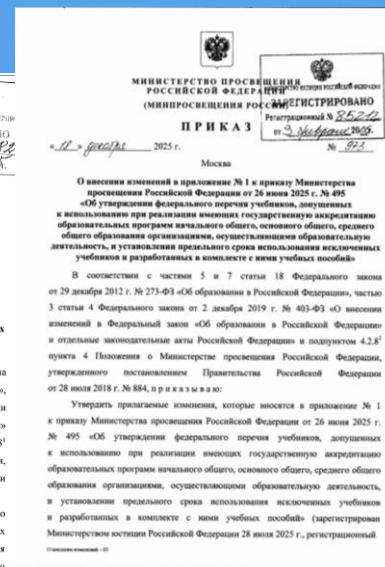 МИНИСТЕРСТВО ПРОСВЕЩЕНИЯ
РОССИЙСКОЙ ФЕДЕРАЦИИ
(МИНПРОСВЕЩЕНИЯ РОССИИ)
ЗАРЕГИСТРИРОВАНО
Регистрационный № 85212
от 3 февраля 2026.
ПРИКАЗ
« 18 » декабря 2025 г.
№ 973
Москва
О внесении изменений в приложение № 1 к приказу Министерства
просвещения Российской Федерации от 26 июня 2025 г. № 495
«Об утверждении федерального перечня учебников, допущенных
к использованию при реализации имеющих государственную аккредитацию
образовательных программ начального общего, основного общего, среднего
общего образования организациями, осуществляющими образовательную
деятельность, и установлении предельного срока использования исключенных
учебников и разработанных в комплекте с ними учебных пособий»
В соответствии с частями 5 и 7 статьи 18 Федерального закона
от 29 декабря 2012 г. № 273-ФЗ «Об образовании в Российской Федерации», частью
3 статьи 4 Федерального закона от 2 декабря 2019 г. № 403-ФЗ «О внесении
изменений в Федеральный закон «Об образовании в Российской Федерации»
и отдельные законодательные акты Российской Федерации» и подпунктом 4.2.8¹
пункта 4 Положения о Министерстве просвещения Российской Федерации,
утвержденного постановлением Правительства Российской Федерации
от 28 июля 2018 г. № 884, п р и к а з ы в а ю:
Утвердить прилагаемые изменения, которые вносятся в приложение № 1
к приказу Министерства просвещения Российской Федерации от 26 июня 2025 г.
№ 495 «Об утверждении федерального перечня учебников, допущенных
к использованию при реализации имеющих государственную аккредитацию
образовательных программ начального общего, основного общего, среднего общего
образования организациями, осуществляющими образовательную деятельность,
и установлении предельного срока использования исключенных учебников
и разработанных в комплекте с ними учебных пособий» (зарегистрирован
Министерством юстиции Российской Федерации 28 июля 2025 г., регистрационный
О внесении изменений – 02